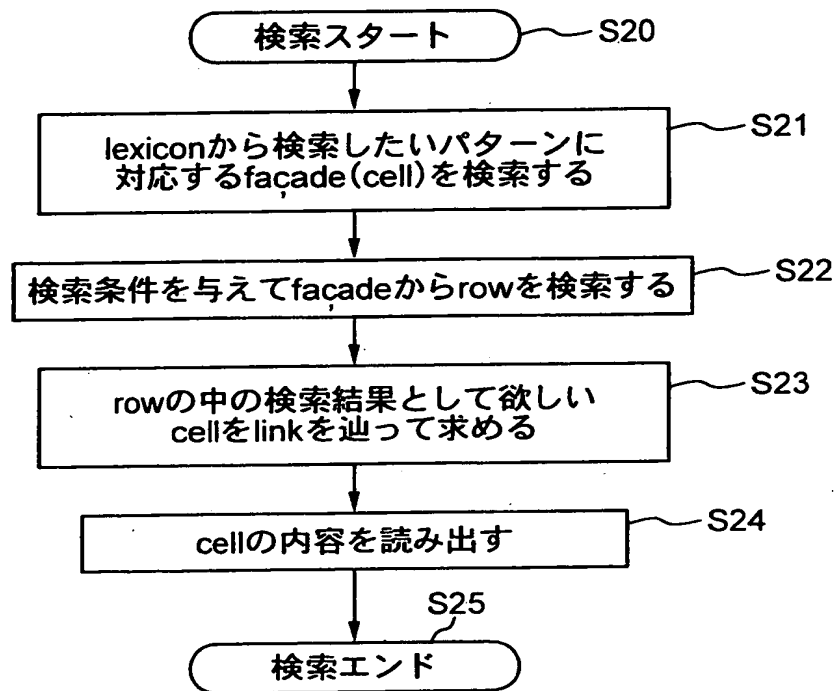 検索スタート
S20
lexiconから検索したいパターンに
対応するfaçade(cell)を検索する
S21
検索条件を与えてfaçadeからrowを検索する
S22
rowの中の検索結果として欲しい
cellをlinkを辿って求める
S23
cellの内容を読み出す
S24
S25
検索エンド